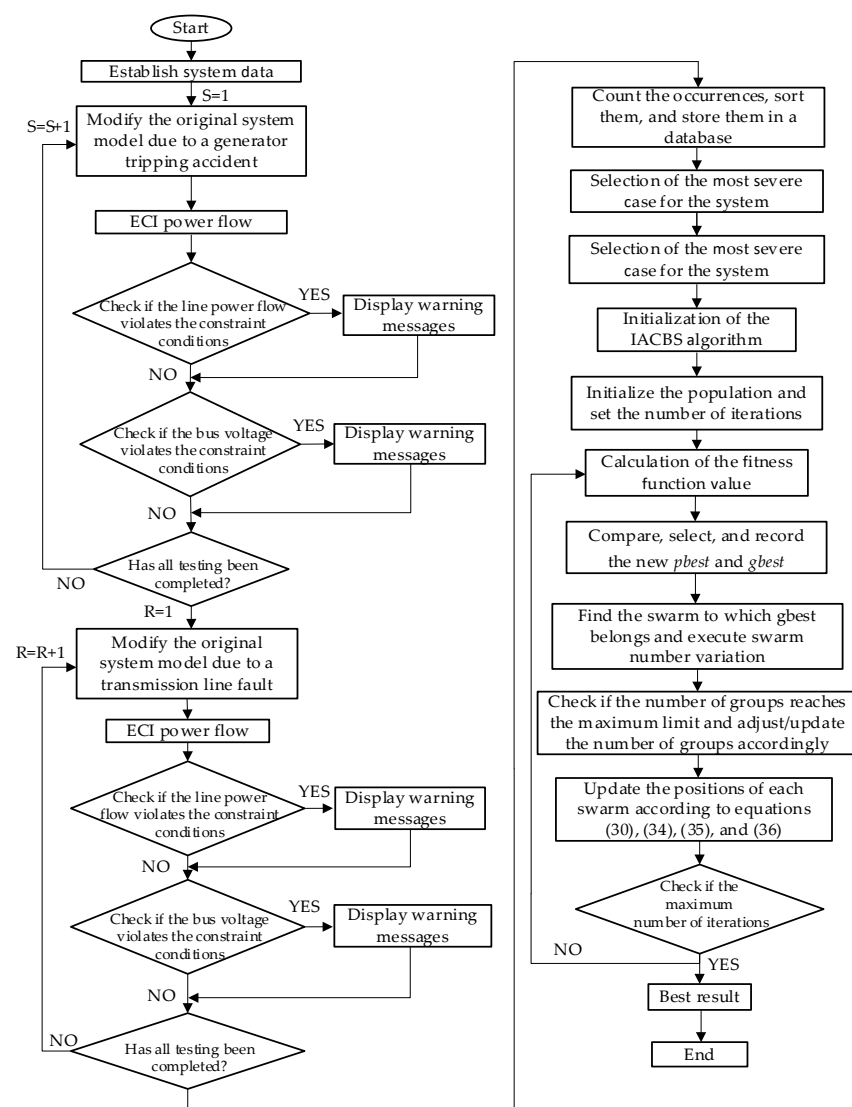 Start
Establish system data
S=1
S=S+1
Modify the original system
model due to a generator
tripping accident
ECI power flow
Check if the line power flow
violates the constraint
conditions
YES
Display warning
messages
NO
Check if the bus voltage
violates the constraint
conditions
YES
Display warning
messages
NO
Has all testing been
completed?
NO
R=1
R=R+1
Modify the original
system model due to a
transmission line fault
ECI power flow
Check if the line power
flow violates the constraint
conditions
YES
Display warning
messages
NO
Check if the bus voltage
violates the constraint
conditions
YES
Display warning
messages
NO
Has all testing been
completed?
NO
Count the occurrences, sort
them, and store them in a
database
Selection of the most severe
case for the system
Selection of the most severe
case for the system
Initialization of the
IACBS algorithm
Initialize the population and
set the number of iterations
Calculation of the fitness
function value
Compare, select, and record
the new pbest and gbest
Find the swarm to which gbest
belongs and execute swarm
number variation
Check if the number of groups reaches
the maximum limit and adjust/update
the number of groups accordingly
Update the positions of each
swarm according to equations
(30), (34), (35), and (36)
Check if the
maximum
number of iterations
NO
YES
Best result
End